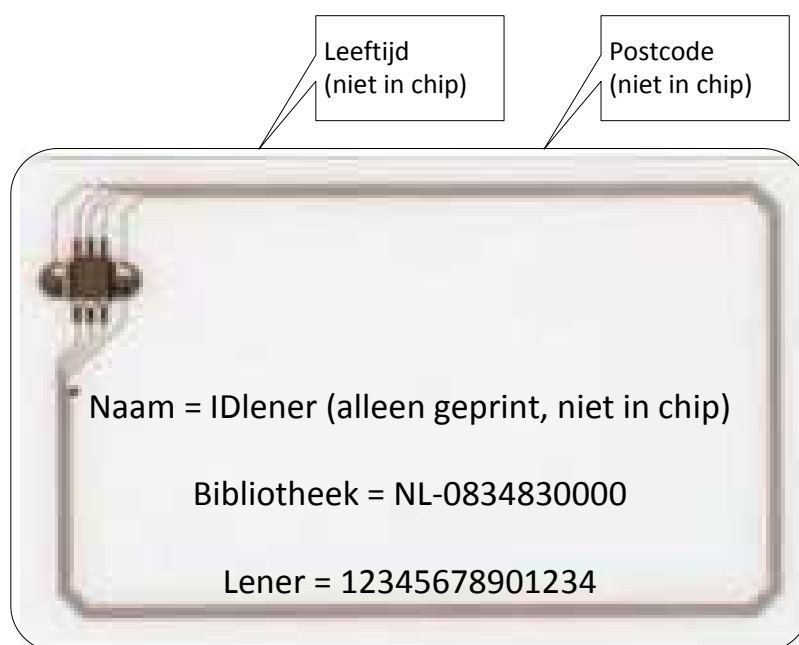 Leeftijd
(niet in chip)
Postcode
(niet in chip)
Naam = IDlener (alleen geprint, niet in chip)
Bibliotheek = NL-0834830000
Lener = 12345678901234